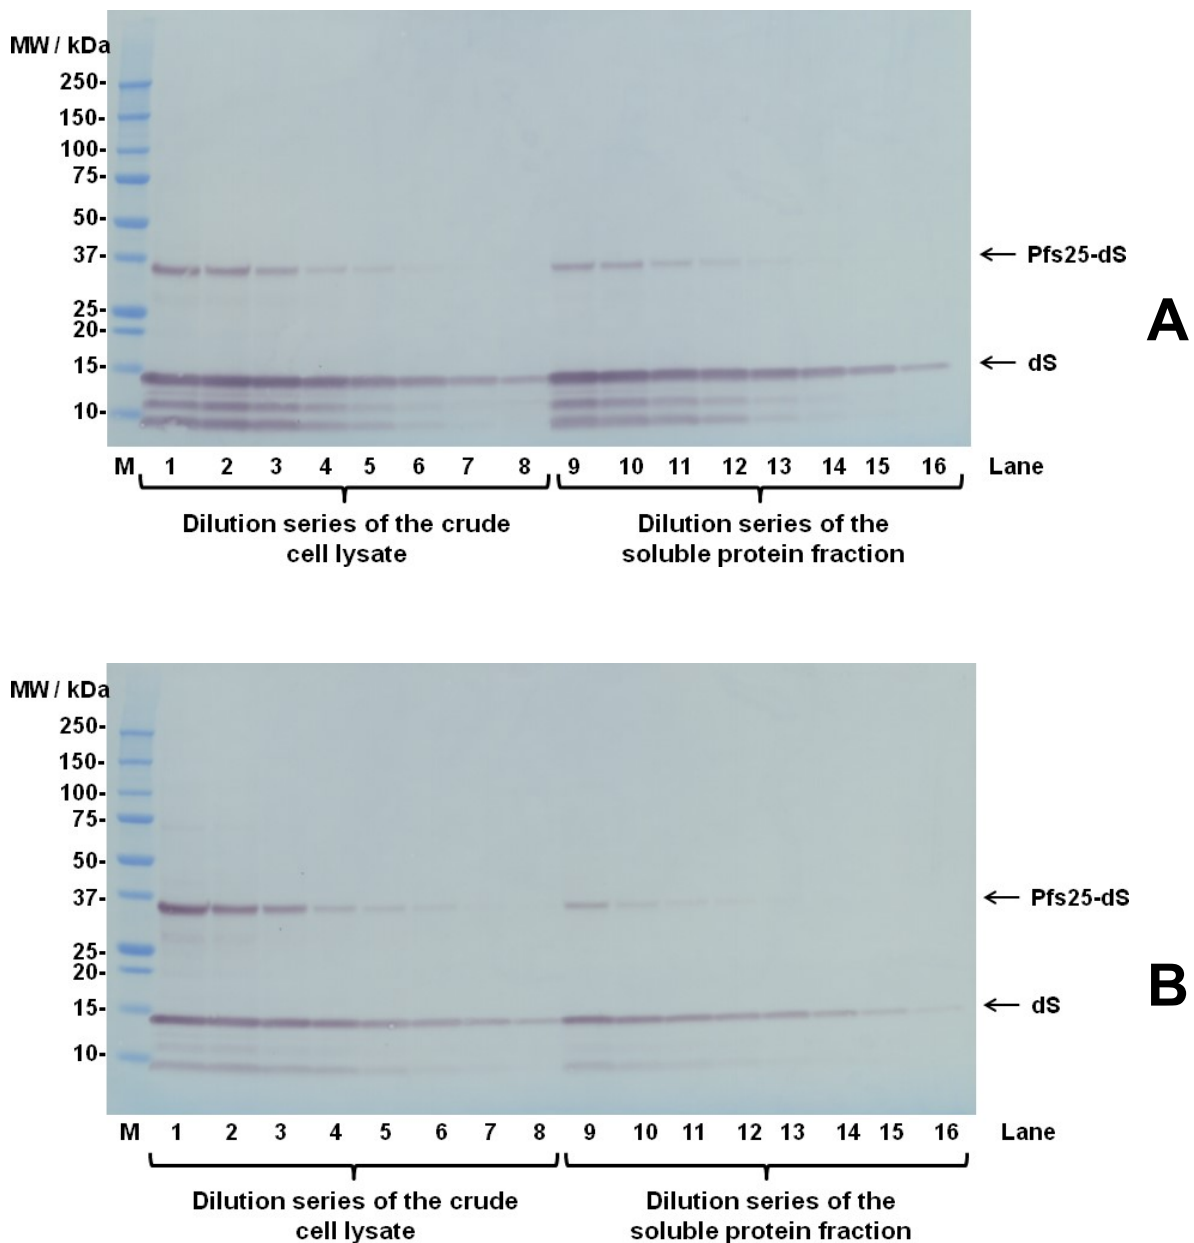 MW / kDa
250-
150-
100-
75-
50-
37-
25-
20-
15-
10-
← Pfs25-dS
← dS
A
M 1 2 3 4 5 6 7 8 9 10 11 12 13 14 15 16 Lane
Dilution series of the crude
cell lysate
Dilution series of the
soluble protein fraction
MW / kDa
250-
150-
100-
75-
50-
37-
25-
20-
15-
10-
← Pfs25-dS
← dS
B
M 1 2 3 4 5 6 7 8 9 10 11 12 13 14 15 16 Lane
Dilution series of the crude
cell lysate
Dilution series of the
soluble protein fraction